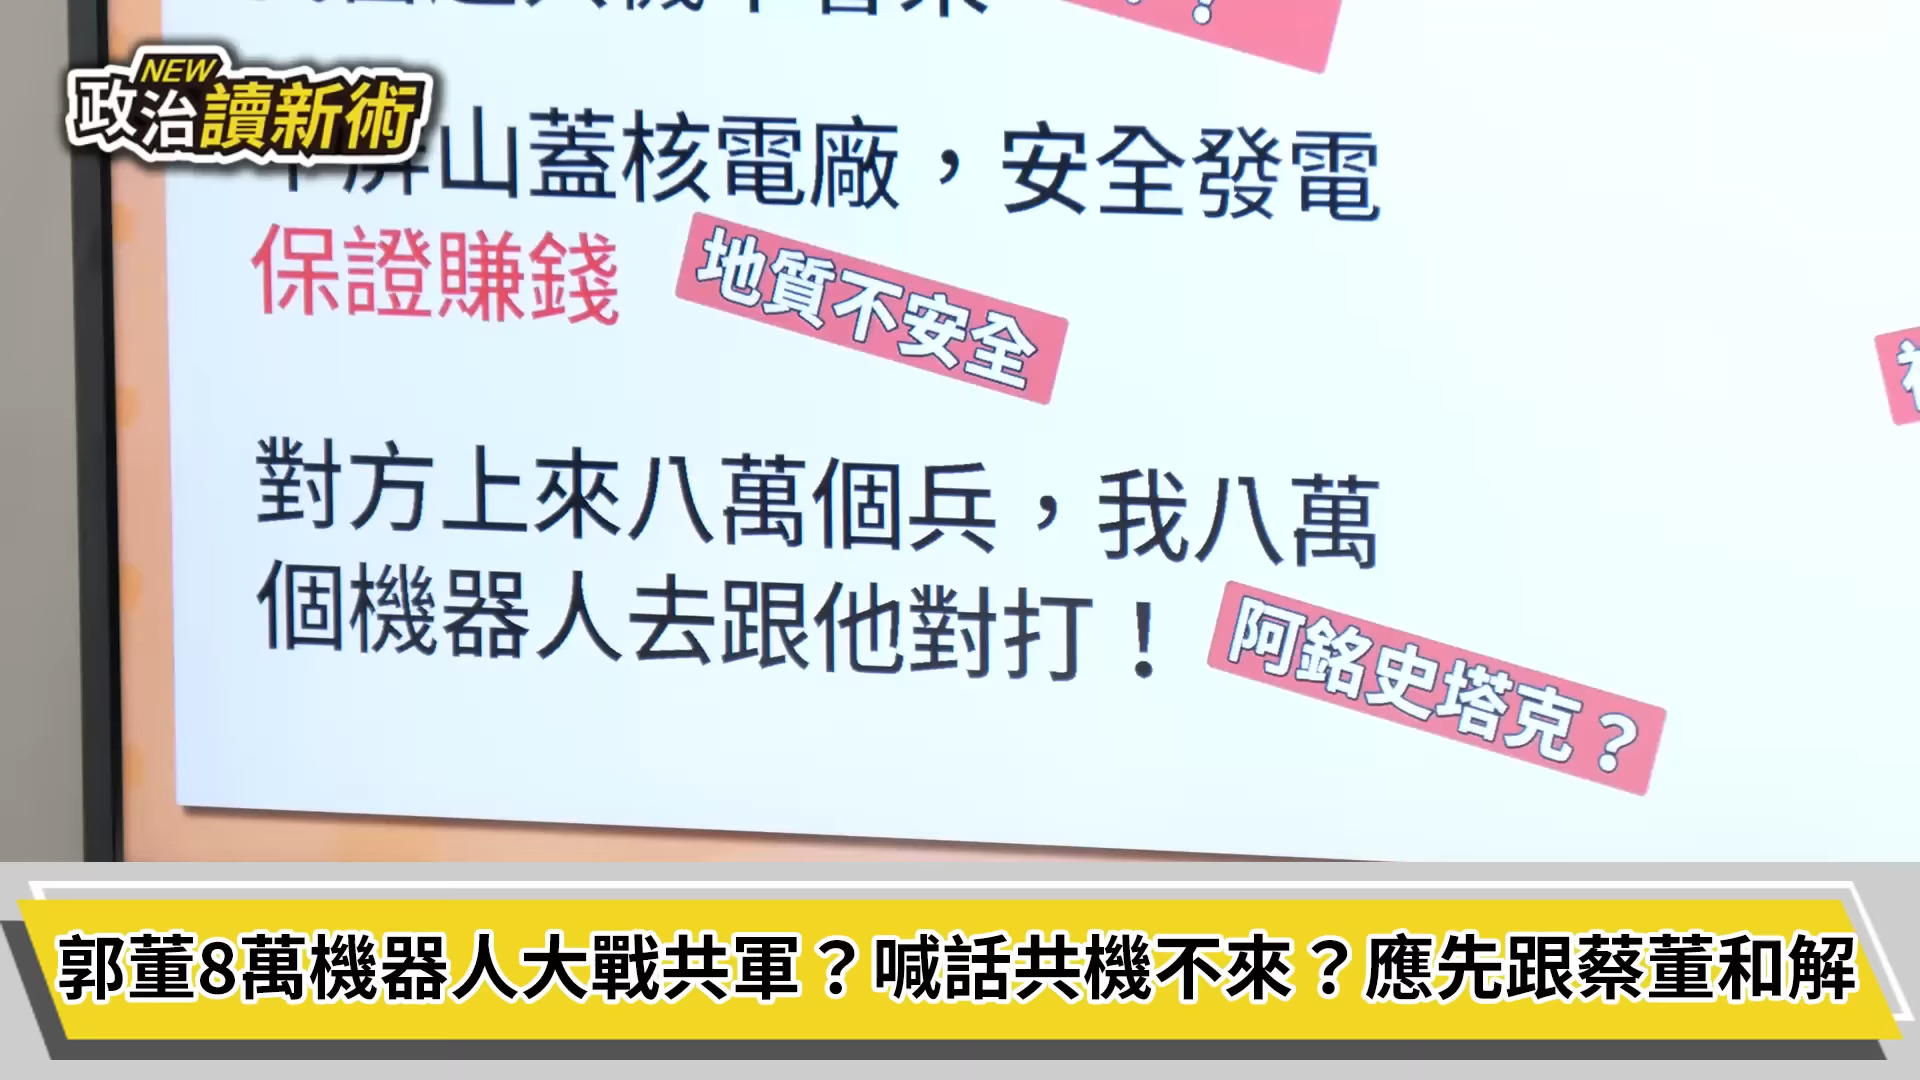 NEW
政治讀新術
屏山蓋核電廠，安全發電
保證賺錢
地質不安全
對方上來八萬個兵，我八萬
個機器人去跟他對打！
阿銘史塔克？
郭董8萬機器人大戰共軍？喊話共機不來？應先跟蔡董和解